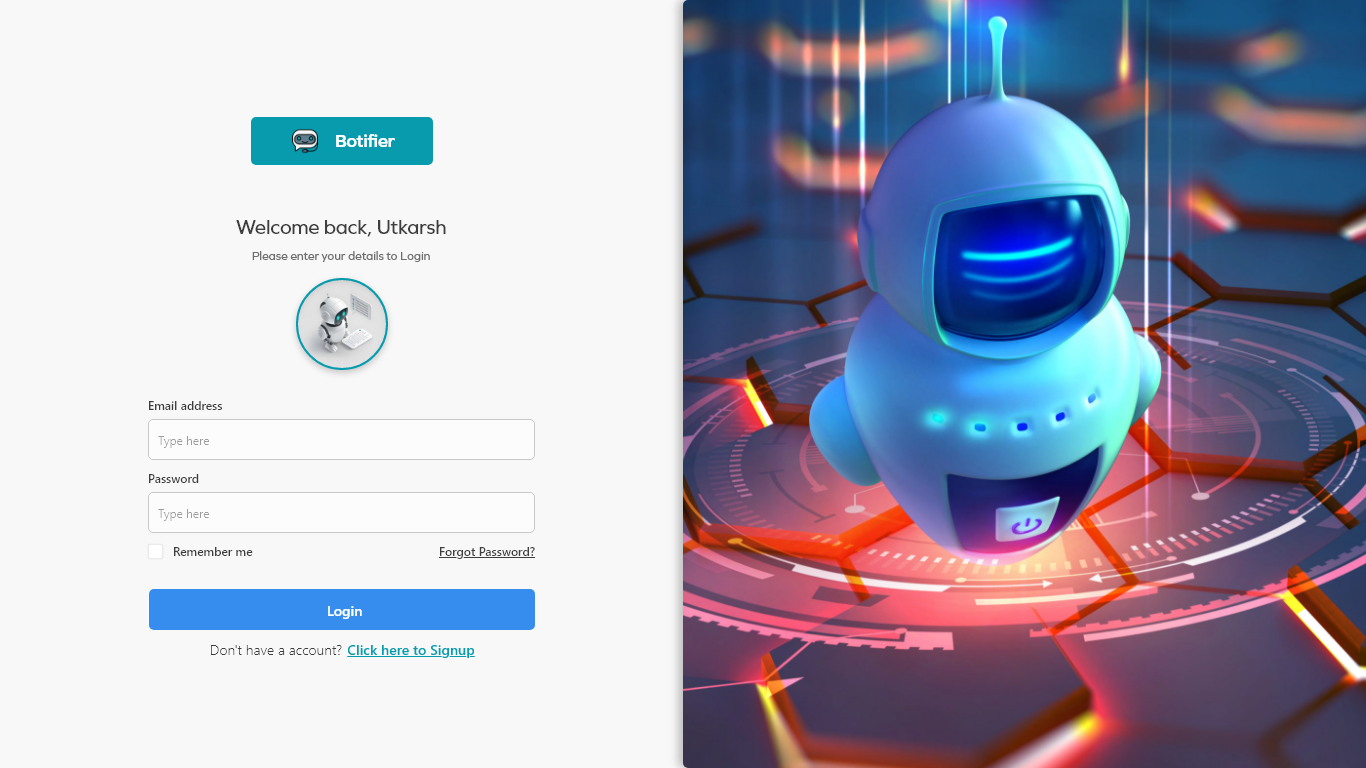 Botifier
Welcome back, Utkarsh
Please enter your details to Login
Email address
Type here
Password
Type here
Remember me
Forgot Password?
Login
Don't have a account? Click here to Signup